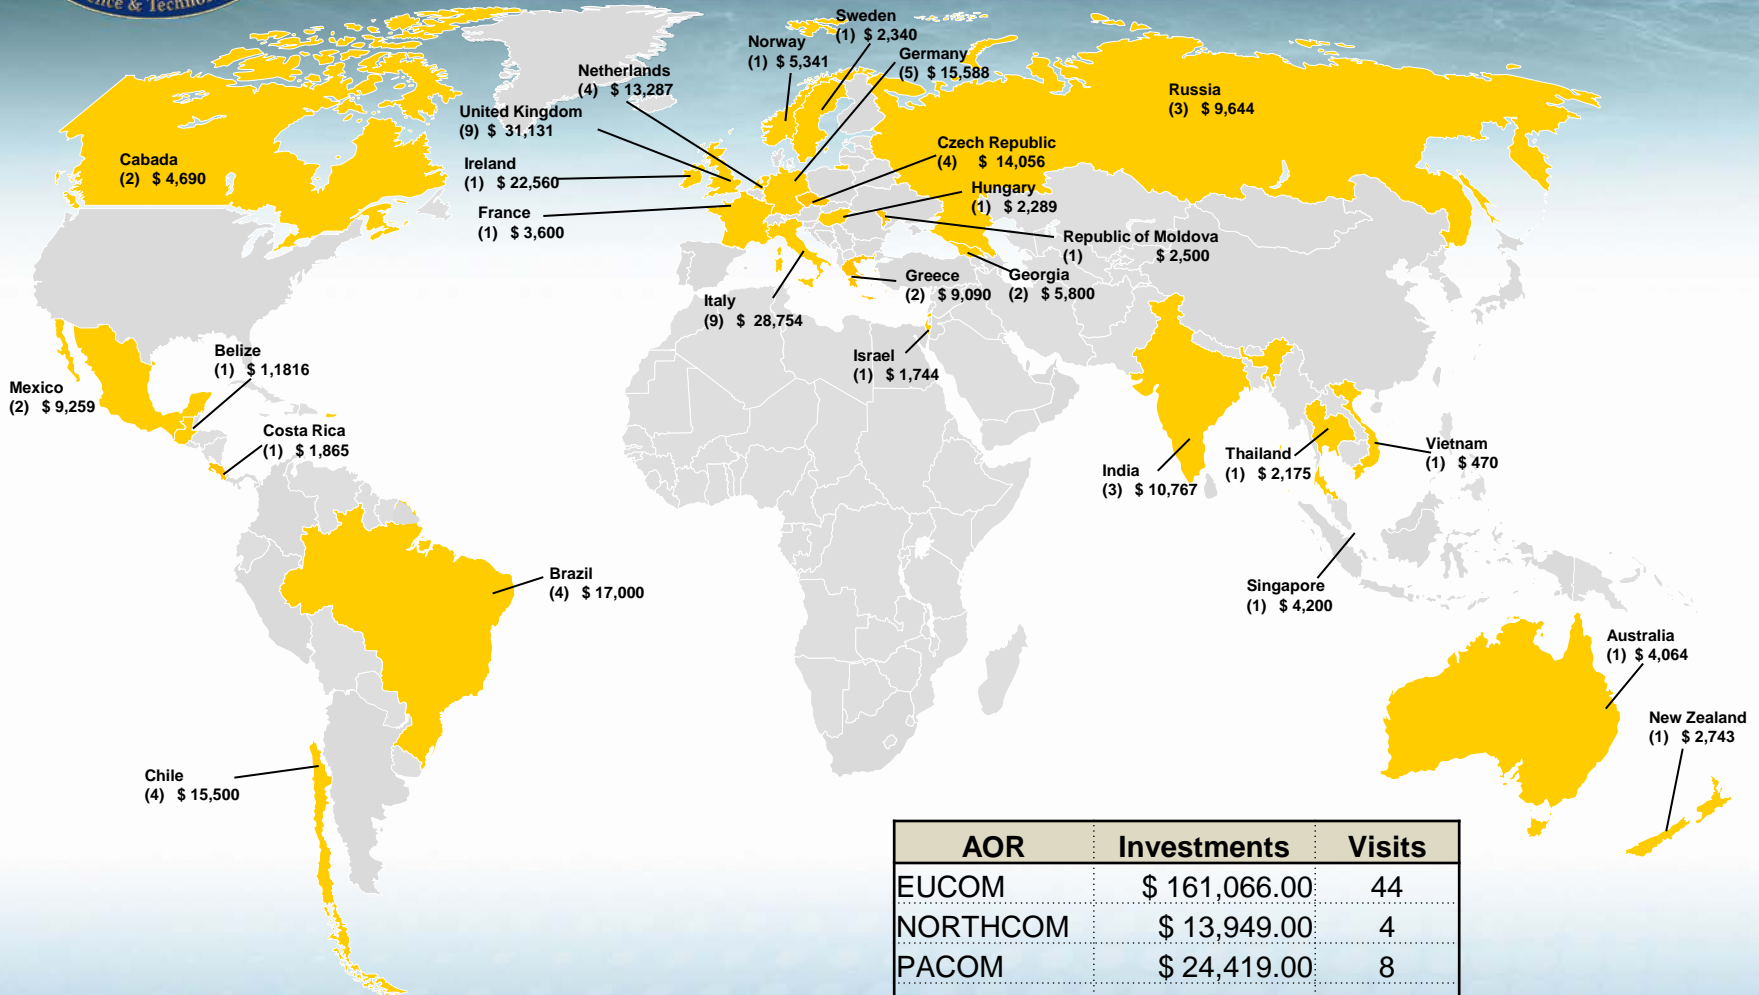 ence & Techno
Sweden
(1) $ 2,340
Norway
(1) $ 5,341
Germany
(5) $ 15,588
Netherlands
(4) $ 13,287
United Kingdom
(9) $ 31,131
Russia
(3) $ 9,644
Czech Republic
(4) $ 14,056
Cabada
(2) $ 4,690
Ireland
(1) $ 22,560
Hungary
(1) $ 2,289
France
(1) $ 3,600
Republic of Moldova
(1) $ 2,500
Greece
(2) $ 9,090
Georgia
(2) $ 5,800
Italy
(9) $ 28,754
Israel
(1) $ 1,744
Belize
(1) $ 1,1816
Mexico
(2) $ 9,259
Costa Rica
(1) $ 1,865
India
(3) $ 10,767
Thailand
(1) $ 2,175
Vietnam
(1) $ 470
Brazil
(4) $ 17,000
Singapore
(1) $ 4,200
Australia
(1) $ 4,064
New Zealand
(1) $ 2,743
Chile
(4) $ 15,500
AOR Investments Visits
EUCOM $ 161,066.00 44
NORTHCOM $ 13,949.00 4
PACOM $ 24,419.00 8